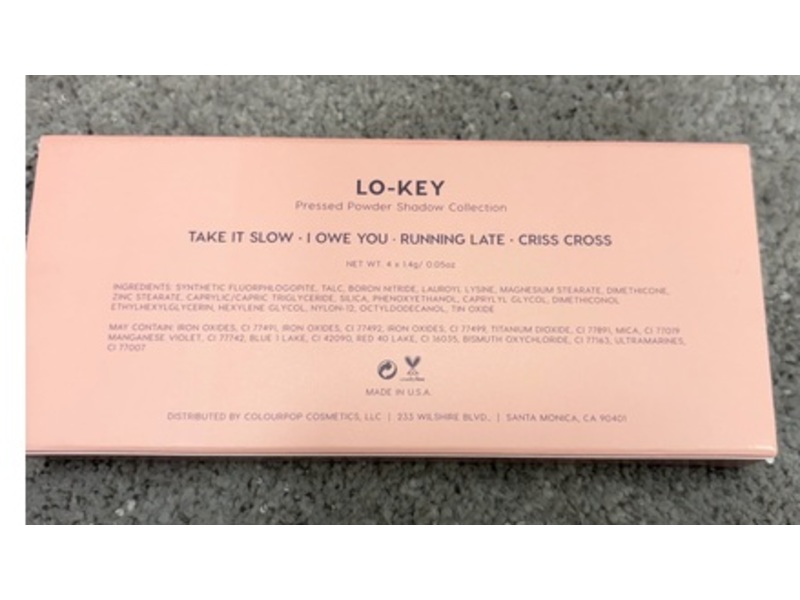 LO-KEY
Pressed Powder Shadow Collection
TAKE IT SLOW · I OWE YOU · RUNNING LATE · CRISS CROSS
NET WT. 4 x 1.4g/ 0.05oz
INGREDIENTS: SYNTHETIC FLUORPHLOGOPITE, TALC, BORON NITRIDE, LAUROYL LYSINE, MAGNESIUM STEARATE, DIMETHICONE,
ZINC STEARATE, CAPRYLIC/CAPRIC TRIGLYCERIDE, SILICA, PHENOXYETHANOL, CAPRYLYL GLYCOL, DIMETHICONOL
ETHYLHEXYLGLYCERIN, HEXYLENE GLYCOL, NYLON-12, OCTYLDODECANOL, TIN OXIDE
MAY CONTAIN: IRON OXIDES, CI 77491, IRON OXIDES, CI 77492, IRON OXIDES, CI 77499, TITANIUM DIOXIDE, CI 77891, MICA, CI 77019
MANGANESE VIOLET, CI 77742, BLUE 1 LAKE, CI 42090, RED 40 LAKE, CI 16035, BISMUTH OXYCHLORIDE, CI 77163, ULTRAMARINES,
CI 77007
MADE IN U.S.A.
DISTRIBUTED BY COLOURPOP COSMETICS, LLC | 233 WILSHIRE BLVD., | SANTA MONICA, CA 90401